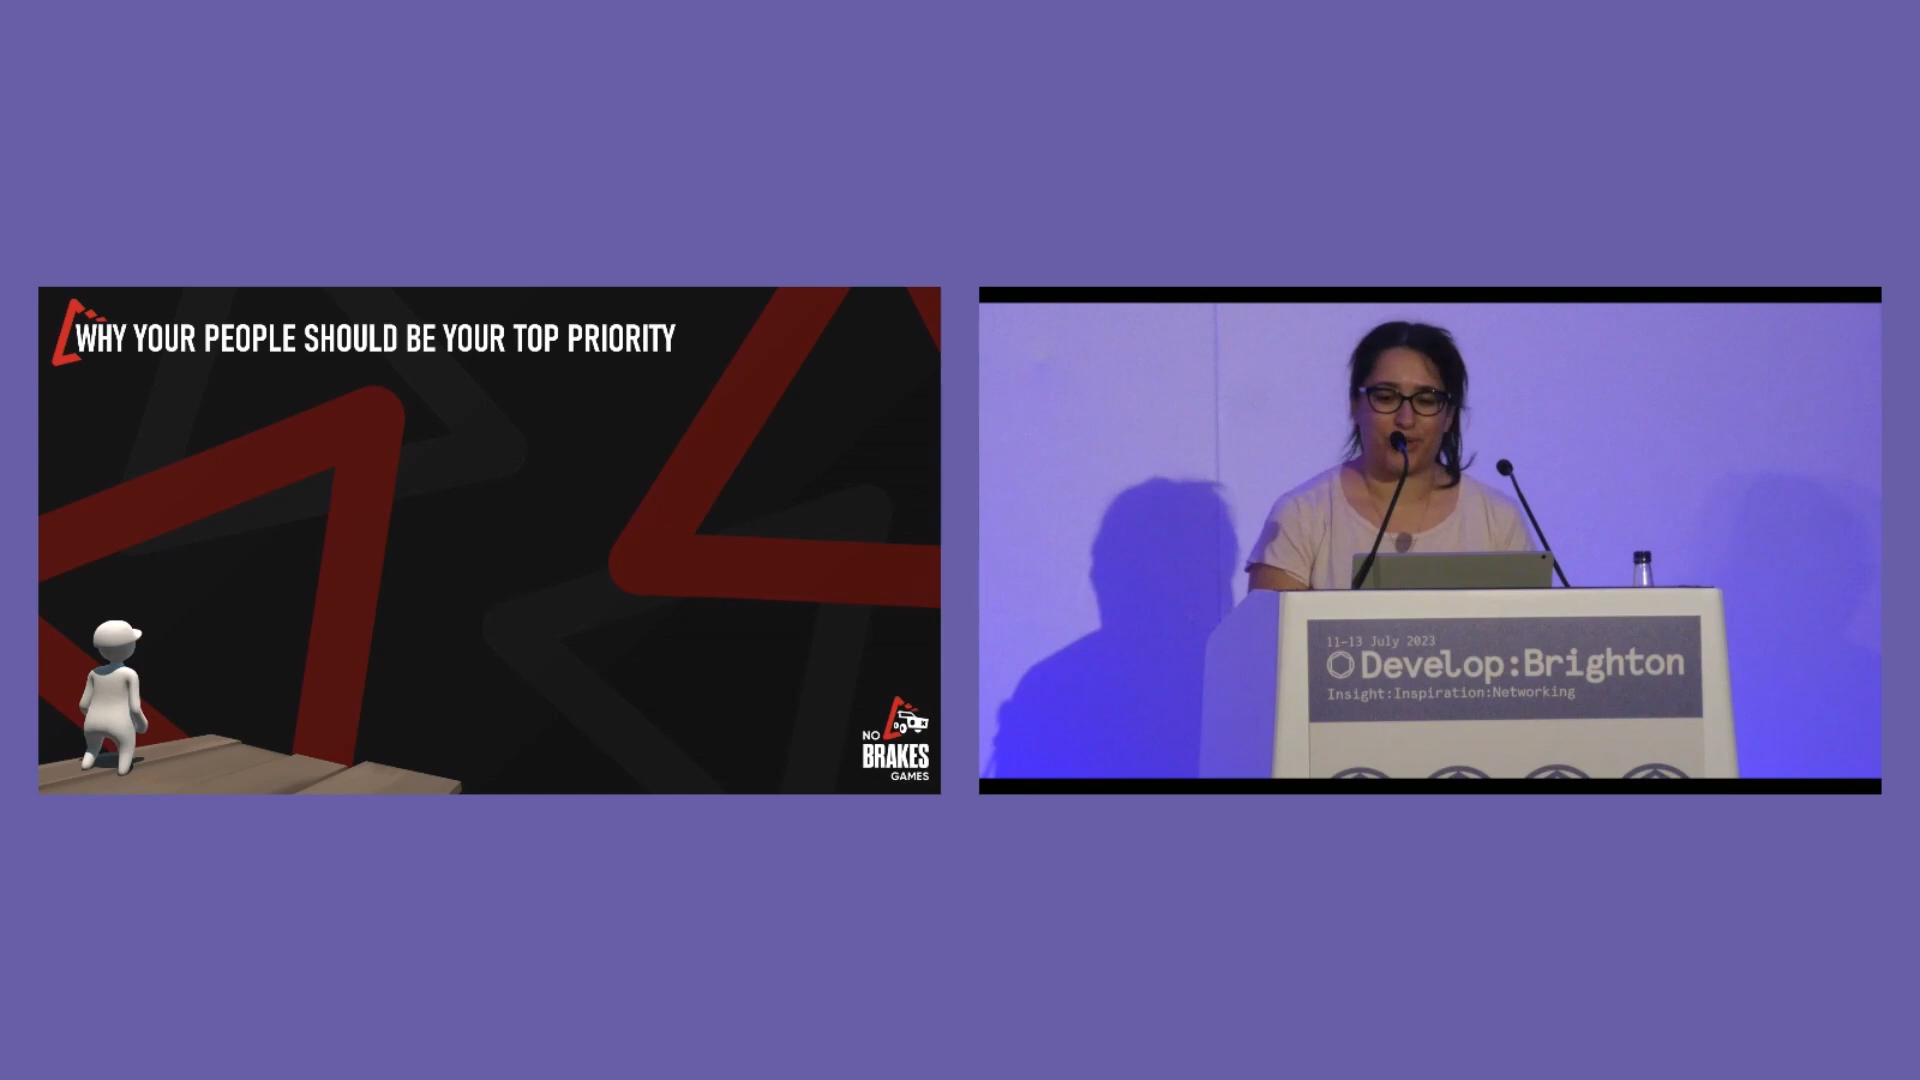 WHY YOUR PEOPLE SHOULD BE YOUR TOP PRIORITY
NO
BRAKES
GAMES
11-13 July 2023
Develop:Brighton
Insight:Inspiration:Networking